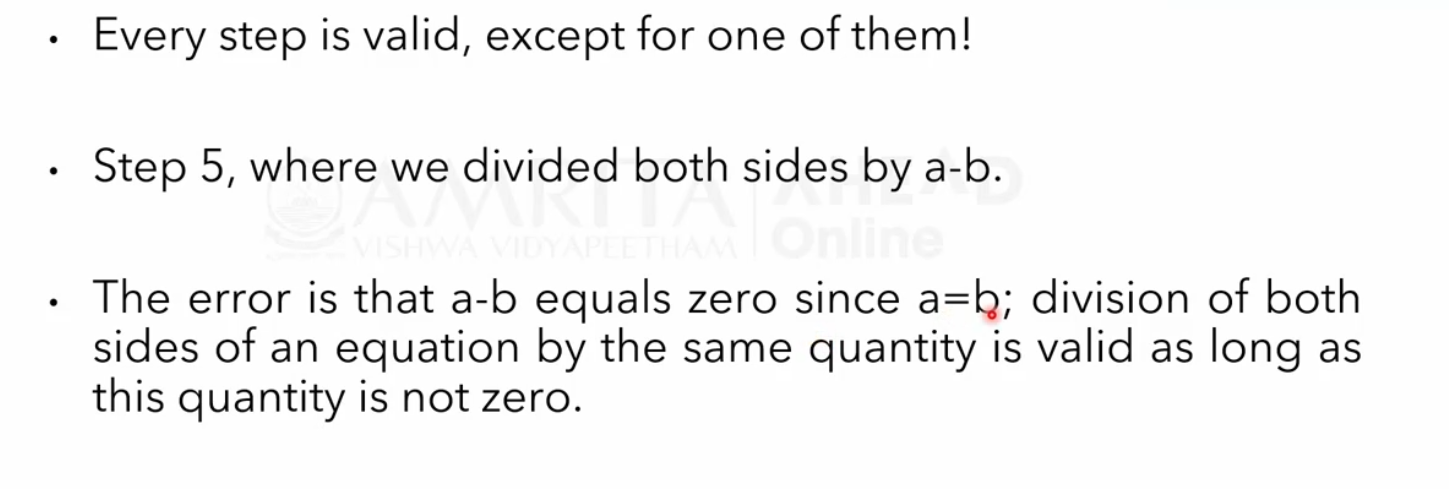 • Every step is valid, except for one of them!
• Step 5, where we divided both sides by a-b.
AMRITA AHEAD
VISHWA VIDYAPEETHAM Online
• The error is that a-b equals zero since a=b; division of both
sides of an equation by the same quantity is valid as long as
this quantity is not zero.